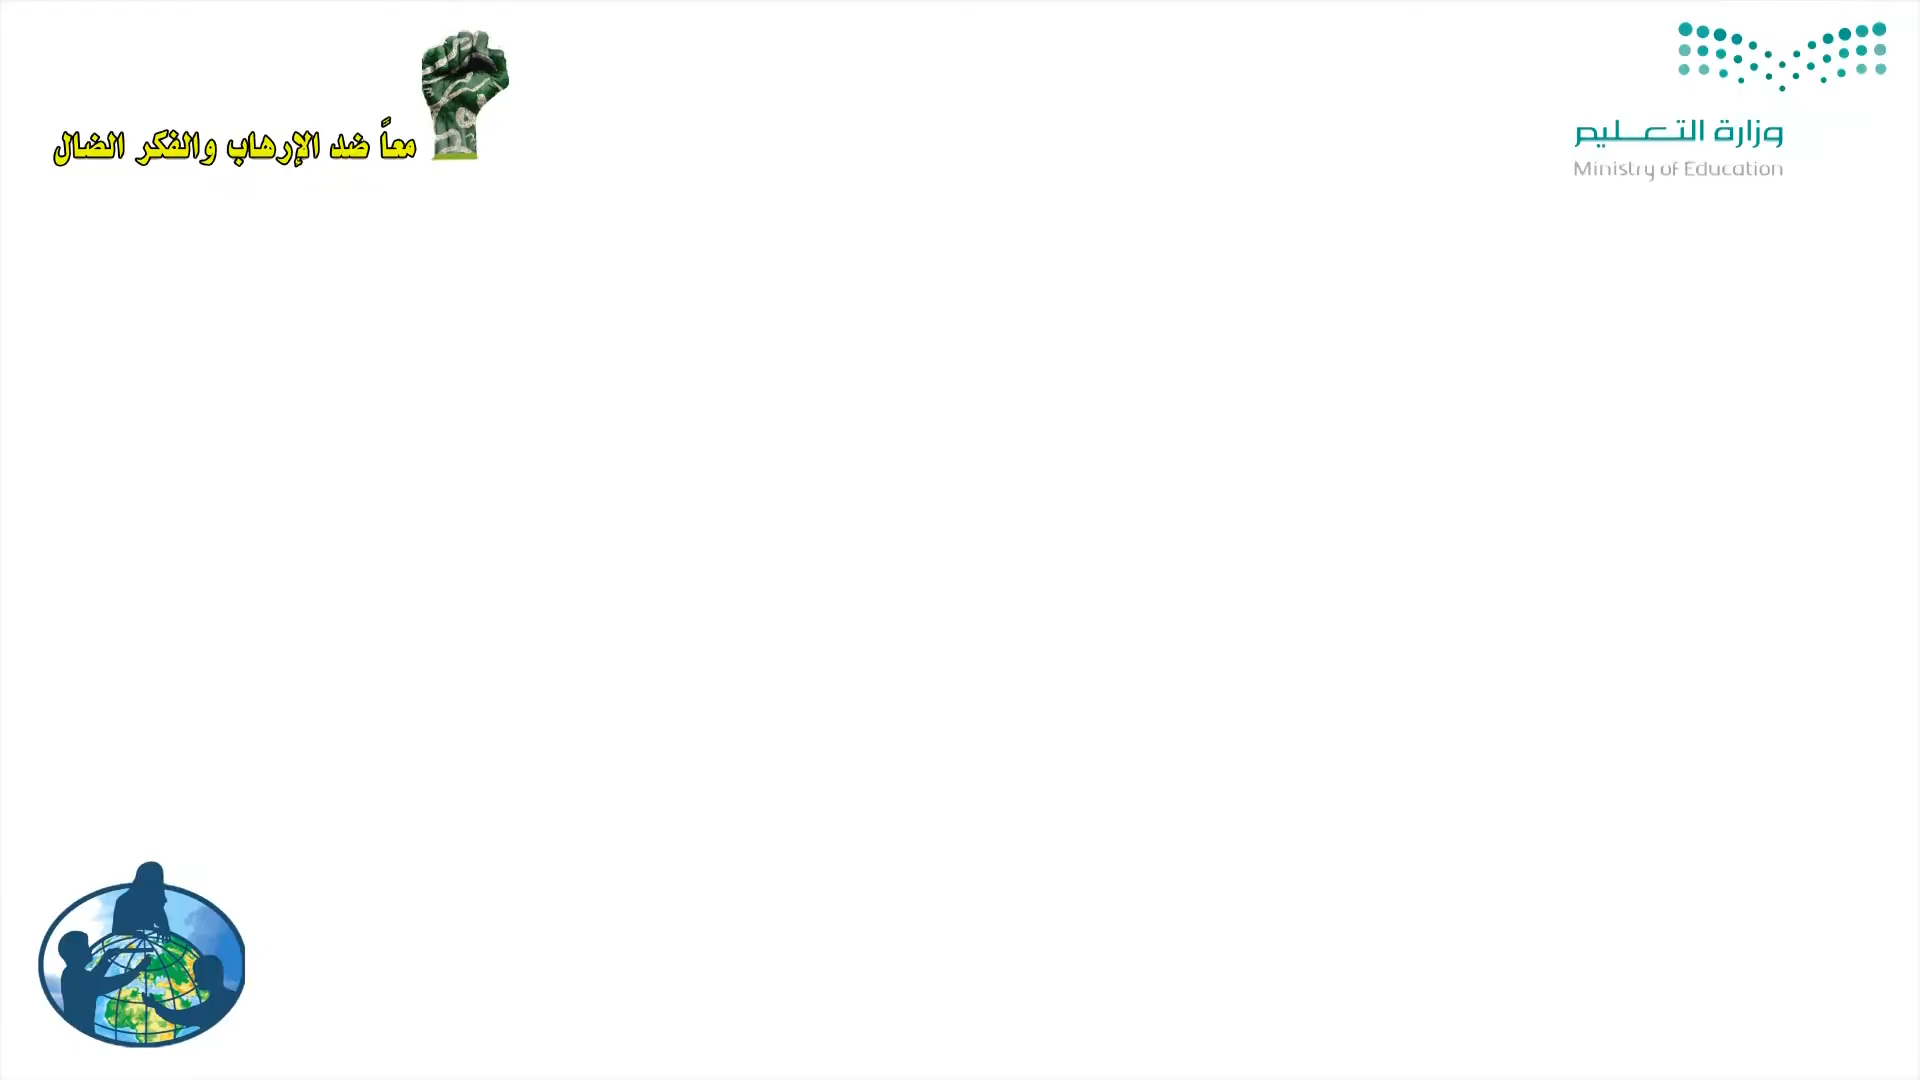 وزارة التعليم
Ministry of Education
معاً ضد الإرهاب والفكر الضال